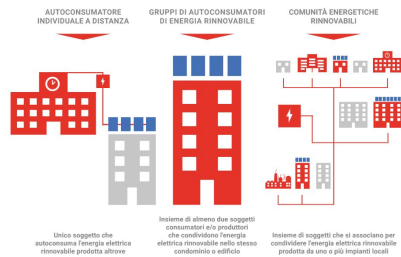 AUTOCONSUMATORE
INDIVIDUALE A DISTANZA
GRUPPI DI AUTOCONSUMATORI
DI ENERGIA RINNOVABILE
COMUNITÀ ENERGETICHE
RINNOVABILI
Unico soggetto che
autoconsuma l'energia elettrica
rinnovabile prodotta altrove
Insieme di almeno due soggetti
consumatori e/o produttori
che condividono l'energia
elettrica rinnovabile nello stesso
condominio o edificio
Insieme di soggetti che si associano per
condividere l'energia elettrica rinnovabile
prodotta da uno o più impianti locali